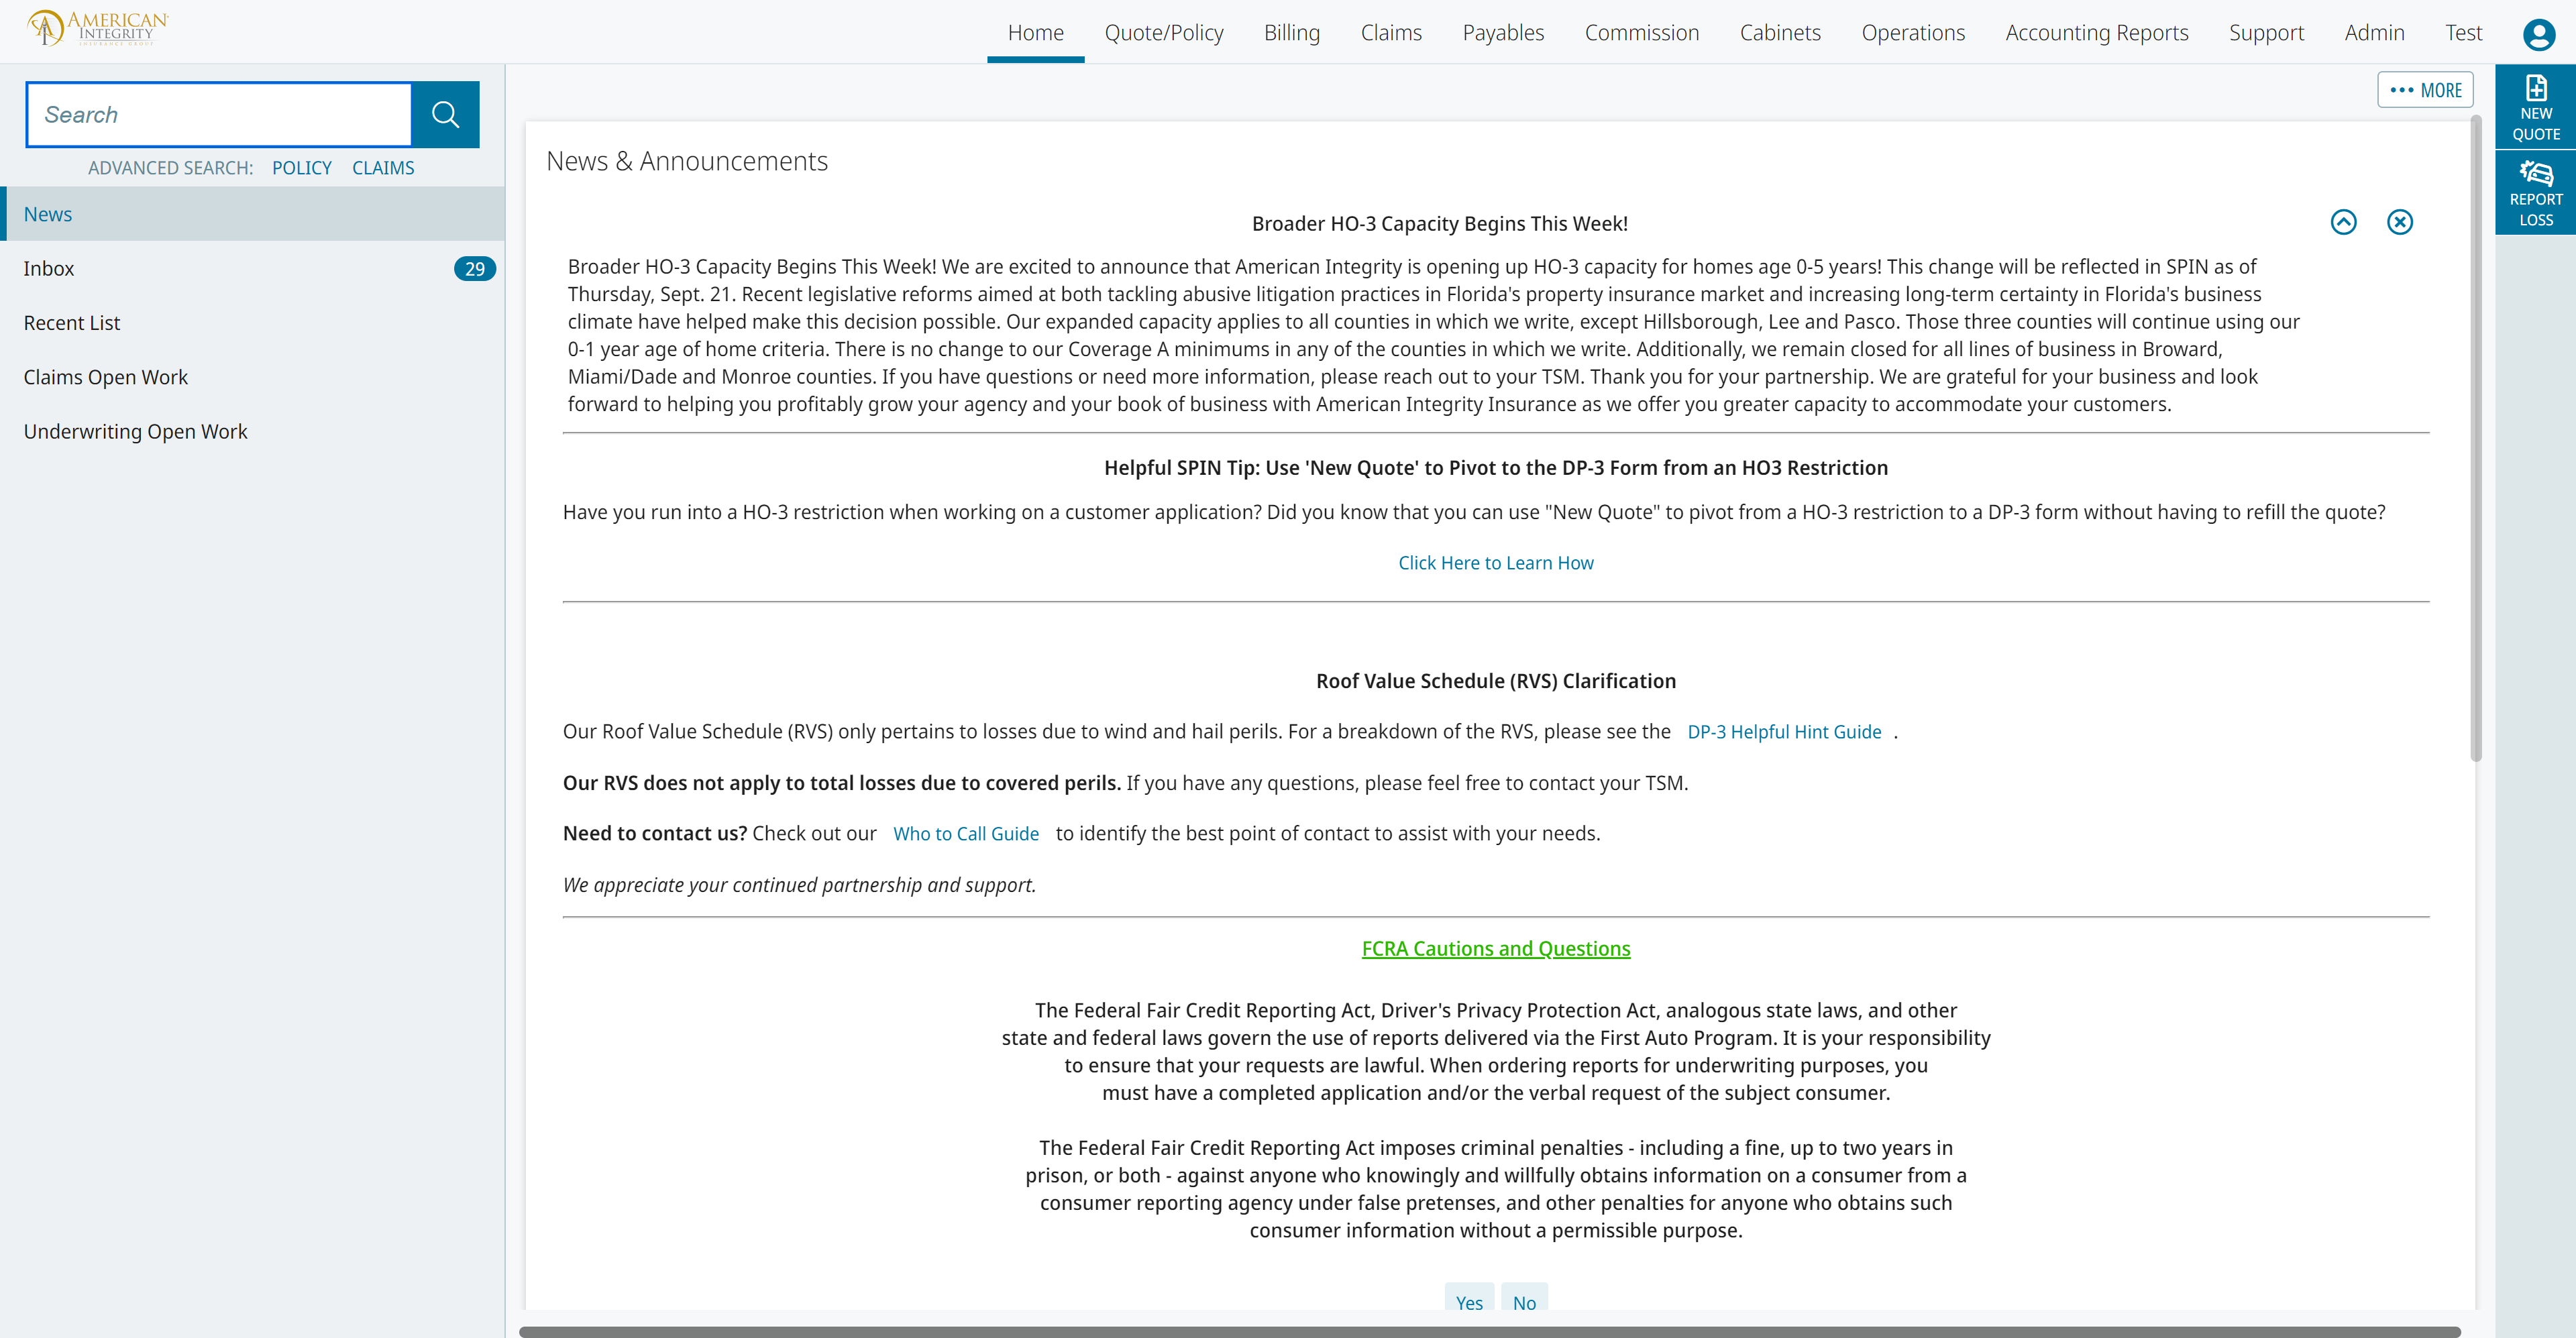 AMERICAN
INTEGRITY
INSURANCE GROUP
Home Quote/Policy Billing Claims Payables Commission Cabinets Operations Accounting Reports Support Admin Test
Search
ADVANCED SEARCH: POLICY CLAIMS
News
Inbox 29
Recent List
Claims Open Work
Underwriting Open Work
••• MORE
NEW
QUOTE
REPORT
LOSS
News & Announcements
Broader HO-3 Capacity Begins This Week!
Broader HO-3 Capacity Begins This Week! We are excited to announce that American Integrity is opening up HO-3 capacity for homes age 0-5 years! This change will be reflected in SPIN as of
Thursday, Sept. 21. Recent legislative reforms aimed at both tackling abusive litigation practices in Florida's property insurance market and increasing long-term certainty in Florida's business
climate have helped make this decision possible. Our expanded capacity applies to all counties in which we write, except Hillsborough, Lee and Pasco. Those three counties will continue using our
0-1 year age of home criteria. There is no change to our Coverage A minimums in any of the counties in which we write. Additionally, we remain closed for all lines of business in Broward,
Miami/Dade and Monroe counties. If you have questions or need more information, please reach out to your TSM. Thank you for your partnership. We are grateful for your business and look
forward to helping you profitably grow your agency and your book of business with American Integrity Insurance as we offer you greater capacity to accommodate your customers.
Helpful SPIN Tip: Use 'New Quote' to Pivot to the DP-3 Form from an HO3 Restriction
Have you run into a HO-3 restriction when working on a customer application? Did you know that you can use "New Quote" to pivot from a HO-3 restriction to a DP-3 form without having to refill the quote?
Click Here to Learn How
Roof Value Schedule (RVS) Clarification
Our Roof Value Schedule (RVS) only pertains to losses due to wind and hail perils. For a breakdown of the RVS, please see the DP-3 Helpful Hint Guide .
Our RVS does not apply to total losses due to covered perils. If you have any questions, please feel free to contact your TSM.
Need to contact us? Check out our Who to Call Guide to identify the best point of contact to assist with your needs.
We appreciate your continued partnership and support.
FCRA Cautions and Questions
The Federal Fair Credit Reporting Act, Driver's Privacy Protection Act, analogous state laws, and other
state and federal laws govern the use of reports delivered via the First Auto Program. It is your responsibility
to ensure that your requests are lawful. When ordering reports for underwriting purposes, you
must have a completed application and/or the verbal request of the subject consumer.
The Federal Fair Credit Reporting Act imposes criminal penalties - including a fine, up to two years in
prison, or both - against anyone who knowingly and willfully obtains information on a consumer from a
consumer reporting agency under false pretenses, and other penalties for anyone who obtains such
consumer information without a permissible purpose.
Yes No